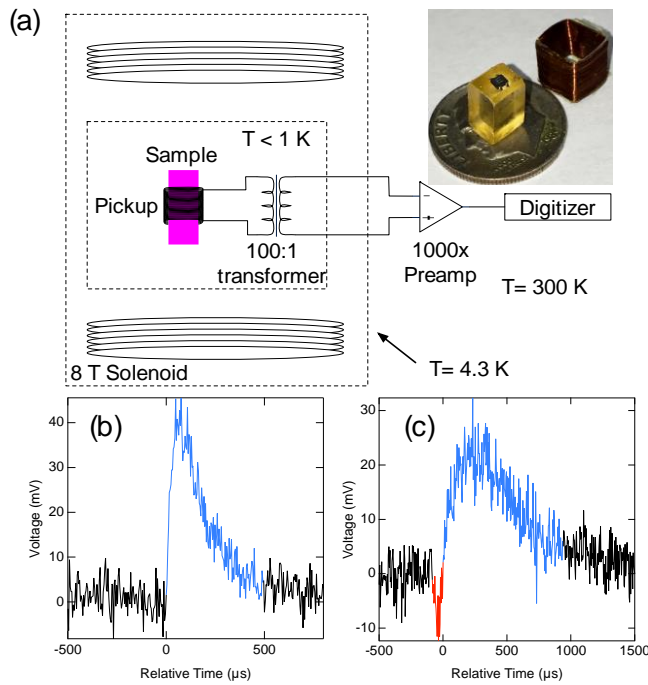 (a)
T < 1 K
Sample
Pickup
100:1
transformer
−
+
1000x
Preamp
Digitizer
T= 300 K
8 T Solenoid
T= 4.3 K
LIBERTY
(b)
40
30
20
10
0
Voltage (mV)
-500
0
500
Relative Time (µs)
(c)
30
20
10
0
-10
Voltage (mV)
-500
0
500
1000
1500
Relative Time (µs)